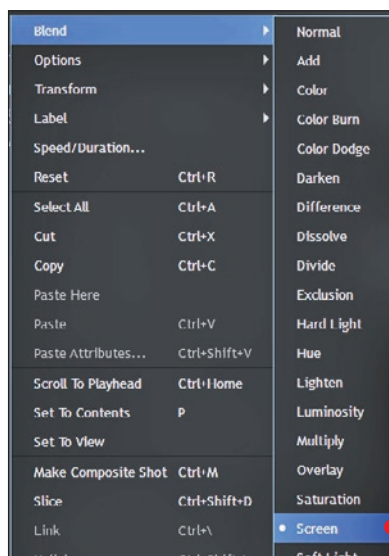 Blend
Options
Transform
Label
Speed/Duration...
Reset Ctrl+R
Select All Ctrl+A
Cut Ctrl+X
Copy Ctrl+C
Paste Here
Paste Ctrl+V
Paste Attributes... Ctrl+Shift+V
Scroll To Playhead Ctrl+Home
Set To Contents P
Set To View
Make Composite Shot Ctrl+M
Slice Ctrl+Shift+D
Link Ctrl+\
Normal
Add
Color
Color Burn
Color Dodge
Darken
Difference
Dissolve
Divide
Exclusion
Hard Light
Hue
Lighten
Luminosity
Multiply
Overlay
Saturation
Screen
Soft Light